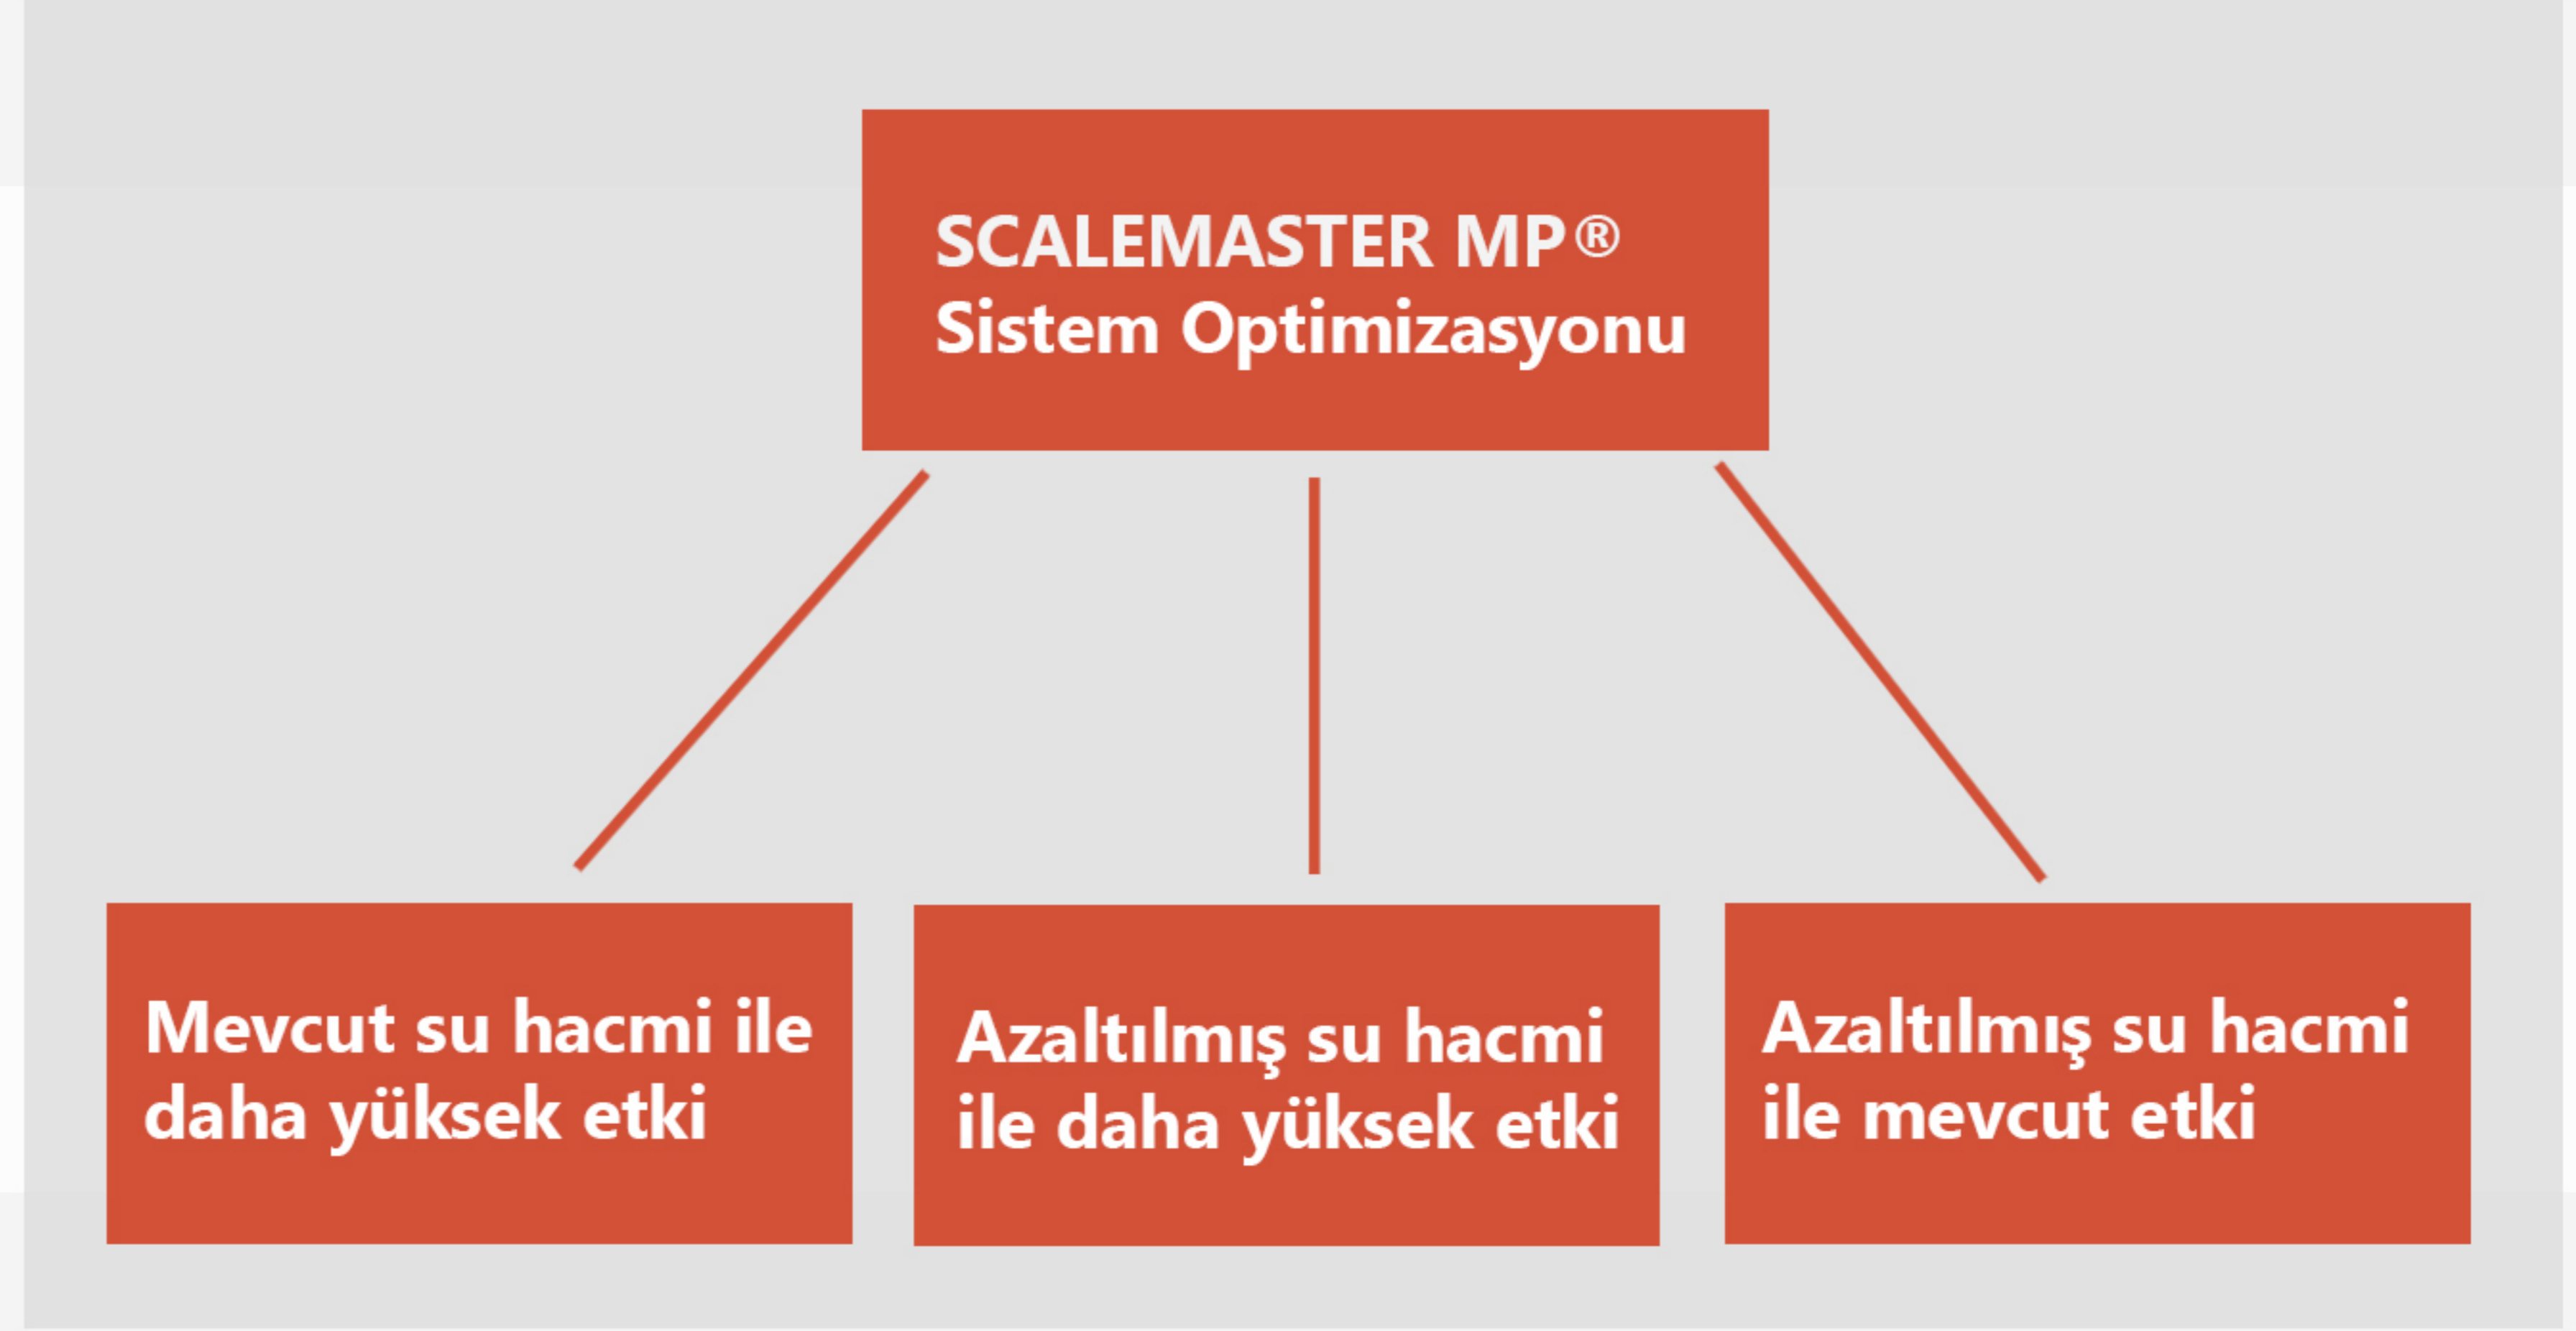 SCALEMASTER MP®
Sistem Optimizasyonu
Mevcut su hacmi ile
daha yüksek etki
Azaltılmış su hacmi
ile daha yüksek etki
Azaltılmış su hacmi
ile mevcut etki